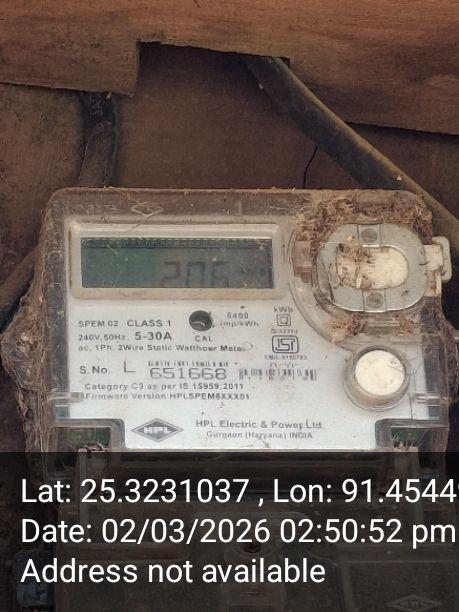 206
SPEM 02 CLASS 1
240V, 50Hz, 5-30A
ac, 1Ph, 2Wire Static Watthour Meter
CAL
6400
imp/kWh
kWh
S.No. L 651668
Category C3 as per IS 15959:2011
Firmware Version:HPLSPEM6XXX01
HPL
HPL Electric & Power Ltd.
Gurgaon (Haryana) INDIA
Lat: 25.3231037 , Lon: 91.4544
Date: 02/03/2026 02:50:52 pm
Address not available